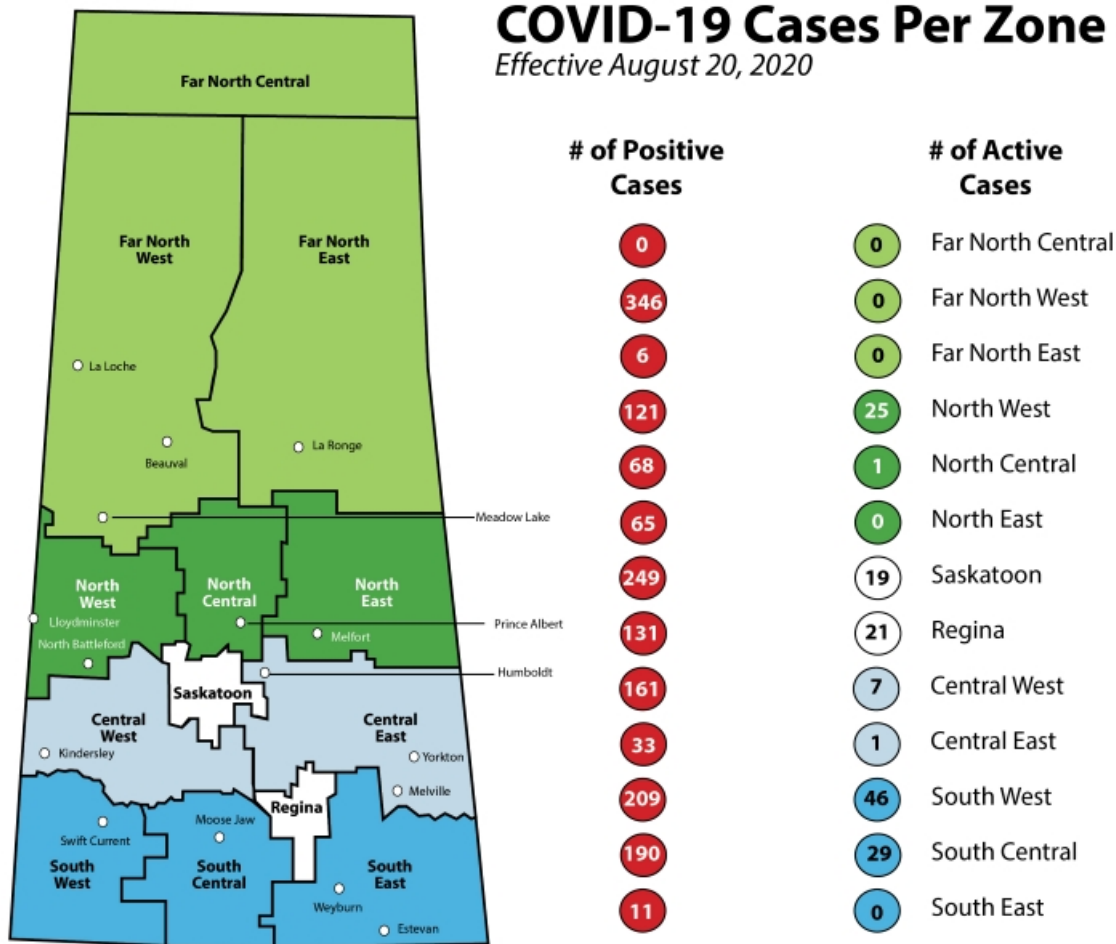 COVID-19 Cases Per Zone
Effective August 20, 2020
# of Positive
Cases
# of Active
Cases
0 0 Far North Central
346 0 Far North West
6 0 Far North East
121 25 North West
68 1 North Central
65 0 North East
249 19 Saskatoon
131 21 Regina
161 7 Central West
33 1 Central East
209 46 South West
190 29 South Central
11 0 South East
Far North Central
Far North
West
Far North
East
La Loche
Beauval
La Ronge
Meadow Lake
North
West
North
Central
North
East
Lloydminster
Prince Albert
North Battleford
Melfort
Humboldt
Saskatoon
Central
West
Central
East
Kindersley
Yorkton
Melville
Regina
Moose Jaw
Swift Current
South
West
South
Central
South
East
Weyburn
Estevan